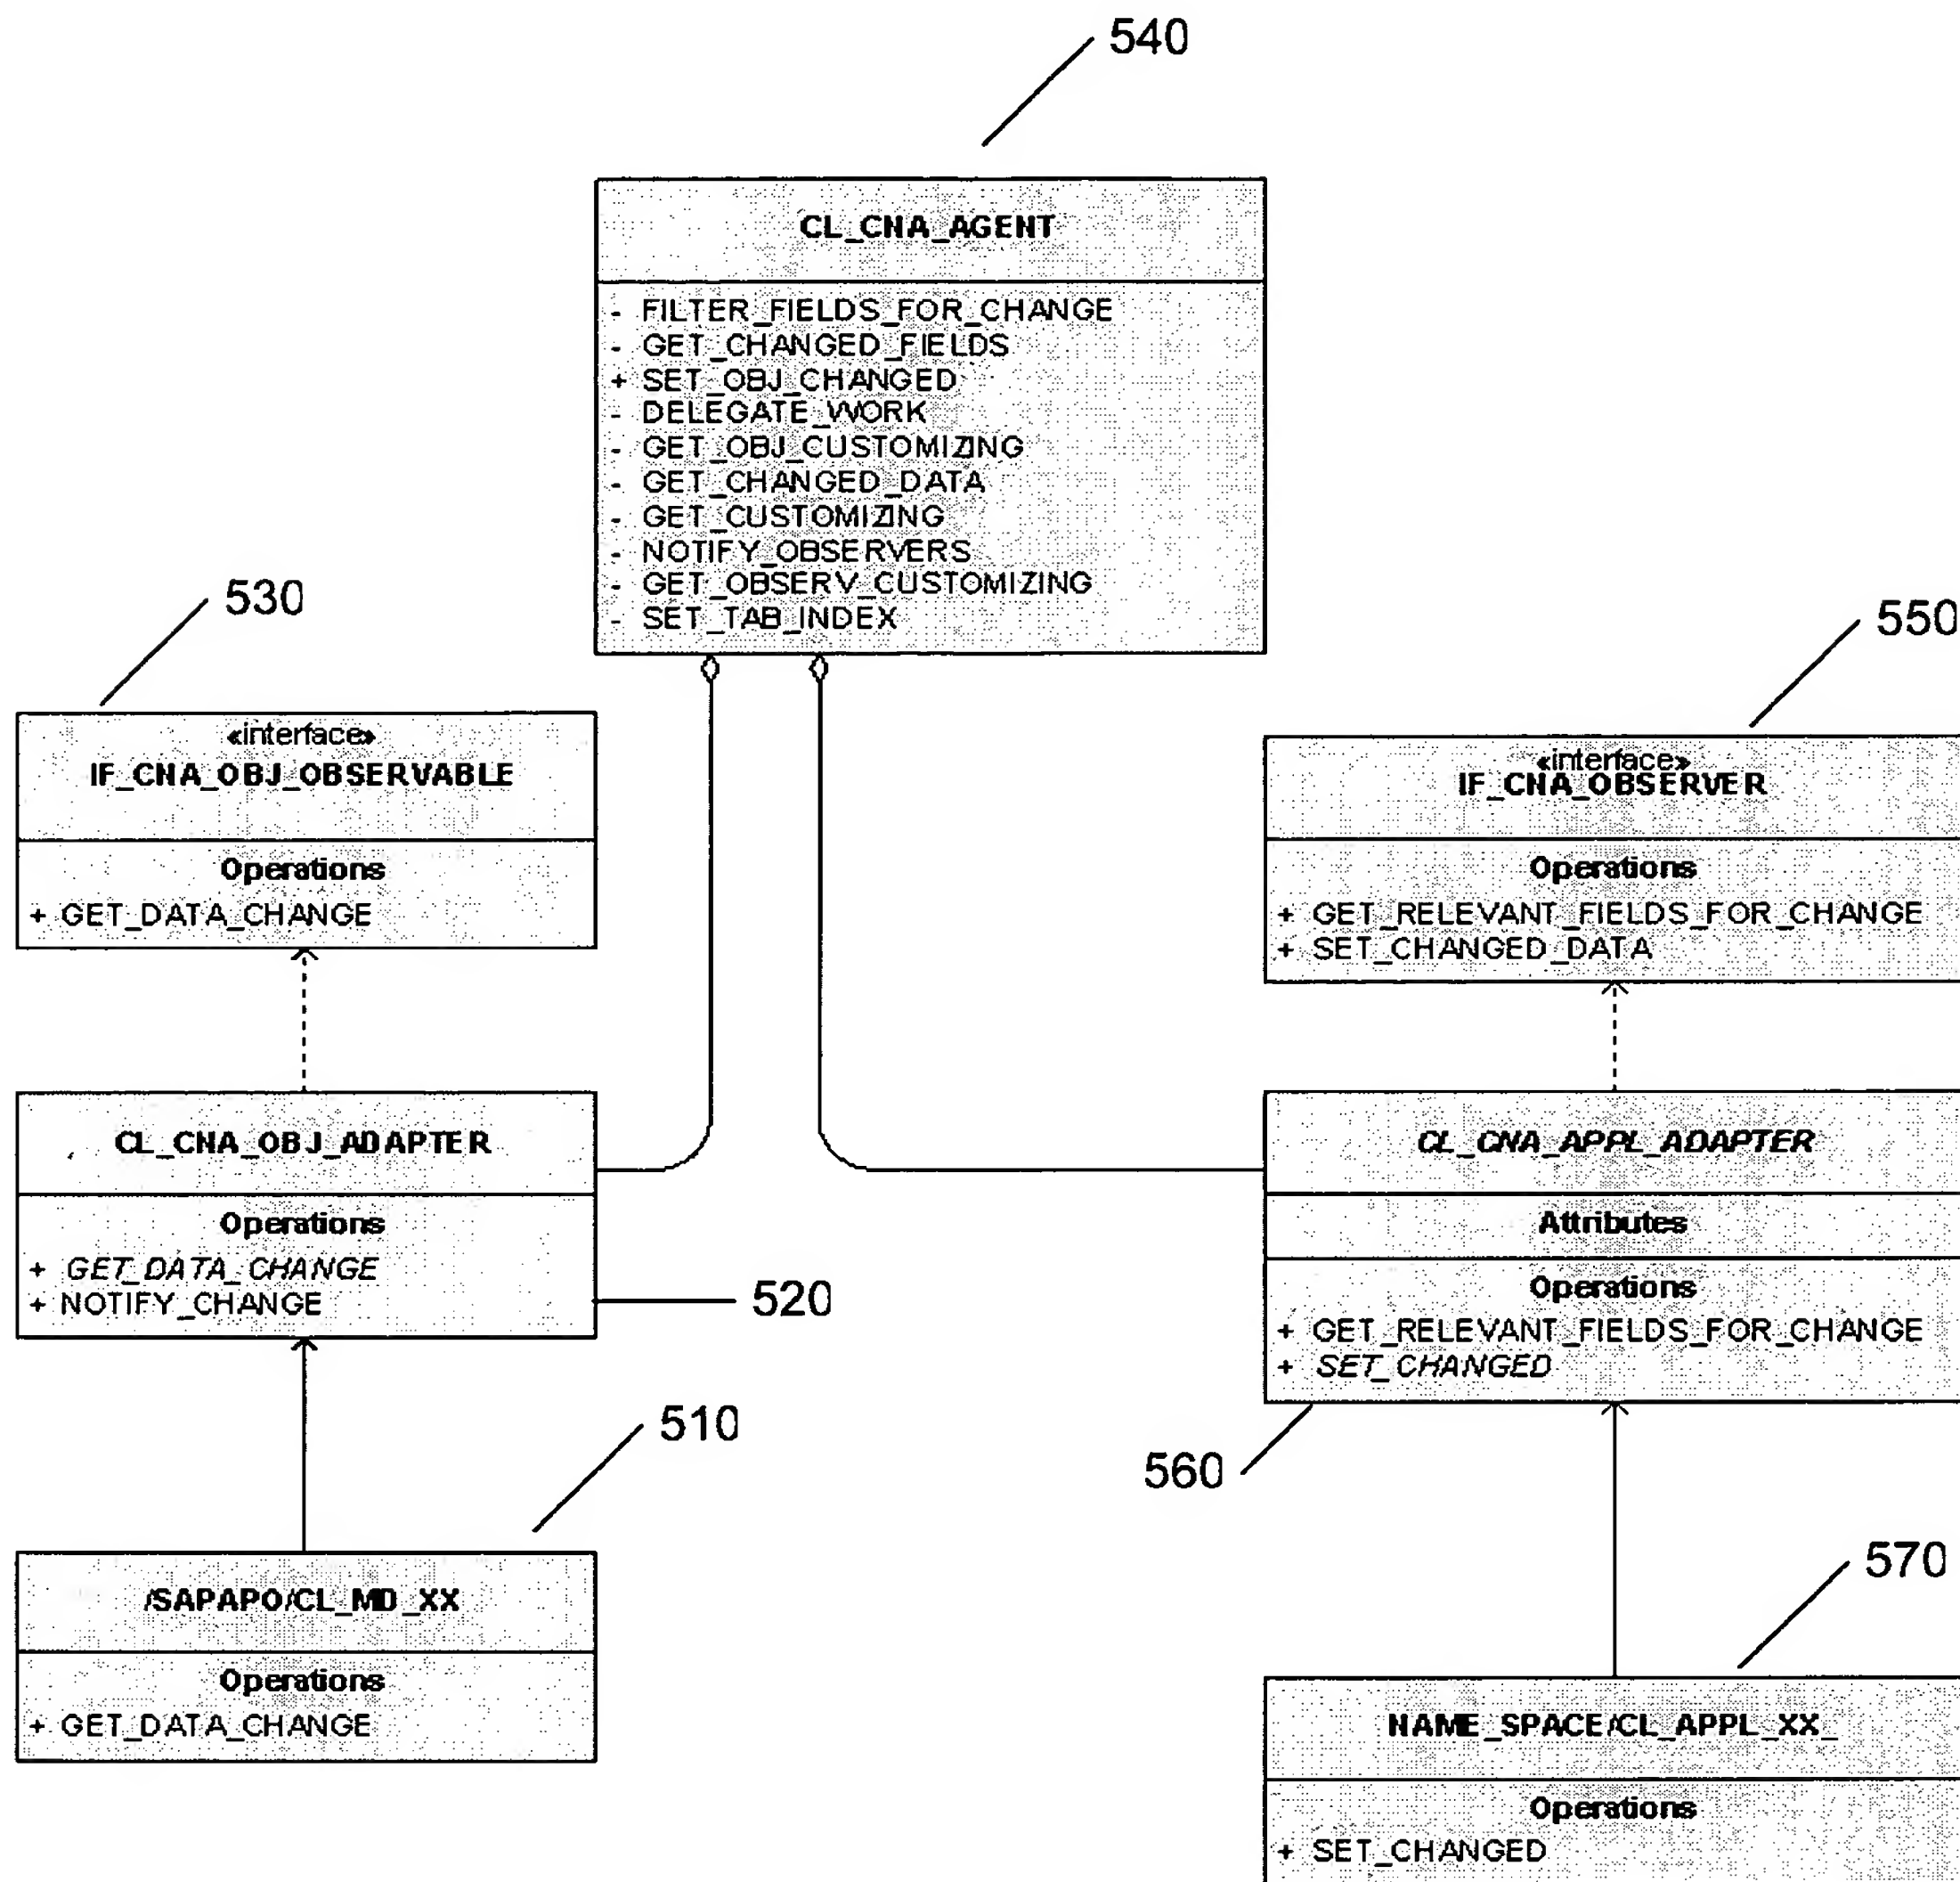 540
CL_CNA_AGENT
- FILTER_FIELDS_FOR_CHANGE
- GET_CHANGED_FIELDS
+ SET_OBJ_CHANGED
- DELEGATE_WORK
- GET_OBJ_CUSTOMIZING
- GET_CHANGED_DATA
- GET_CUSTOMIZING
- NOTIFY_OBSERVERS
- GET_OBSERV_CUSTOMIZING
- SET_TAB_INDEX
530
«interface»
IF_CNA_OBJ_OBSERVABLE
Operations
+ GET_DATA_CHANGE
550
«interface»
IF_CNA_OBSERVER
Operations
+ GET_RELEVANT_FIELDS_FOR_CHANGE
+ SET_CHANGED_DATA
CL_CNA_OBJ_ADAPTER
Operations
+ GET_DATA_CHANGE
+ NOTIFY_CHANGE
520
CL_CNA_APPL_ADAPTER
Attributes
Operations
+ GET_RELEVANT_FIELDS_FOR_CHANGE
+ SET_CHANGED
560
510
/SAPAPO/CL_MD_XX
Operations
+ GET_DATA_CHANGE
570
NAME_SPACE/CL_APPL_XX_
Operations
+ SET_CHANGED